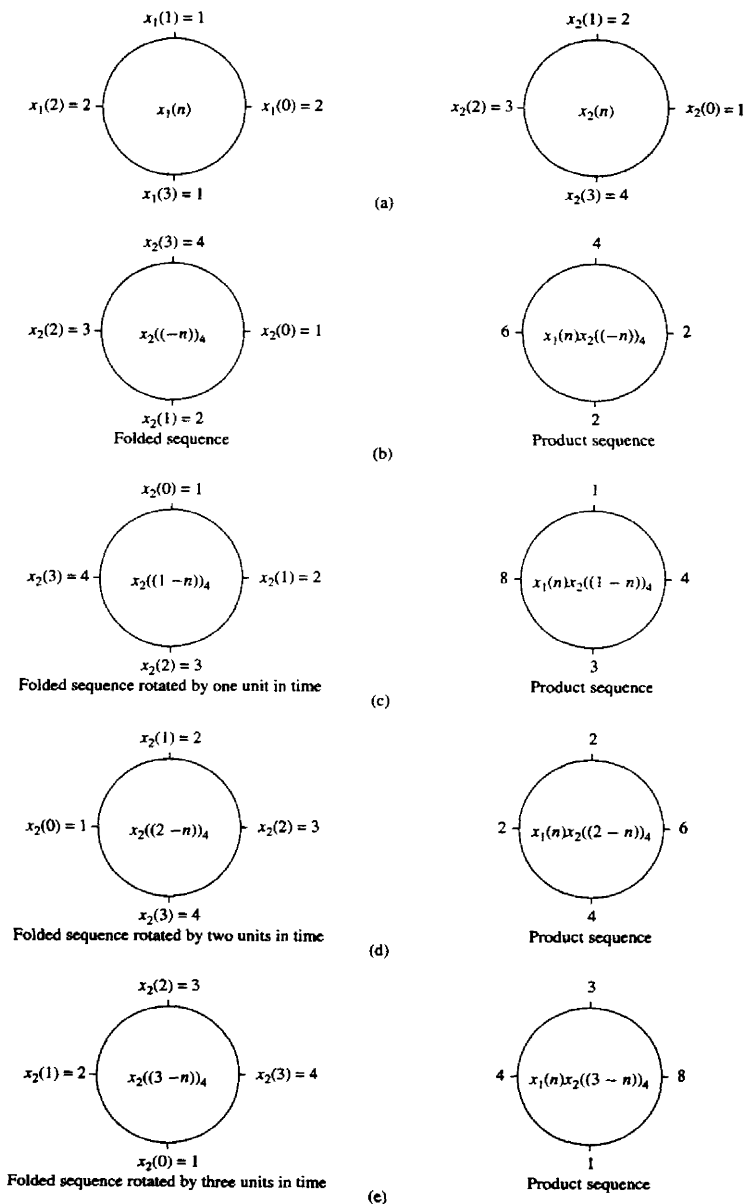 x₁(1) = 1
x₂(1) = 2
x₁(2) = 2
x₁(n)
x₁(0) = 2
x₂(2) = 3
x₂(n)
x₂(0) = 1
x₁(3) = 1
x₂(3) = 4
(a)
x₂(3) = 4
4
x₂(2) = 3
x₂((−n))₄
x₂(0) = 1
6
x₁(n)x₂((−n))₄
2
x₂(1) = 2
2
Folded sequence
Product sequence
(b)
x₂(0) = 1
1
x₂(3) = 4
x₂((1 −n))₄
x₂(1) = 2
8
x₁(n)x₂((1 − n))₄
4
x₂(2) = 3
3
Folded sequence rotated by one unit in time
Product sequence
(c)
x₂(1) = 2
2
x₂(0) = 1
x₂((2 −n))₄
x₂(2) = 3
2
x₁(n)x₂((2 − n))₄
6
x₂(3) = 4
4
Folded sequence rotated by two units in time
Product sequence
(d)
x₂(2) = 3
3
x₂(1) = 2
x₂((3 −n))₄
x₂(3) = 4
4
x₁(n)x₂((3 − n))₄
8
x₂(0) = 1
1
Folded sequence rotated by three units in time
Product sequence
(e)